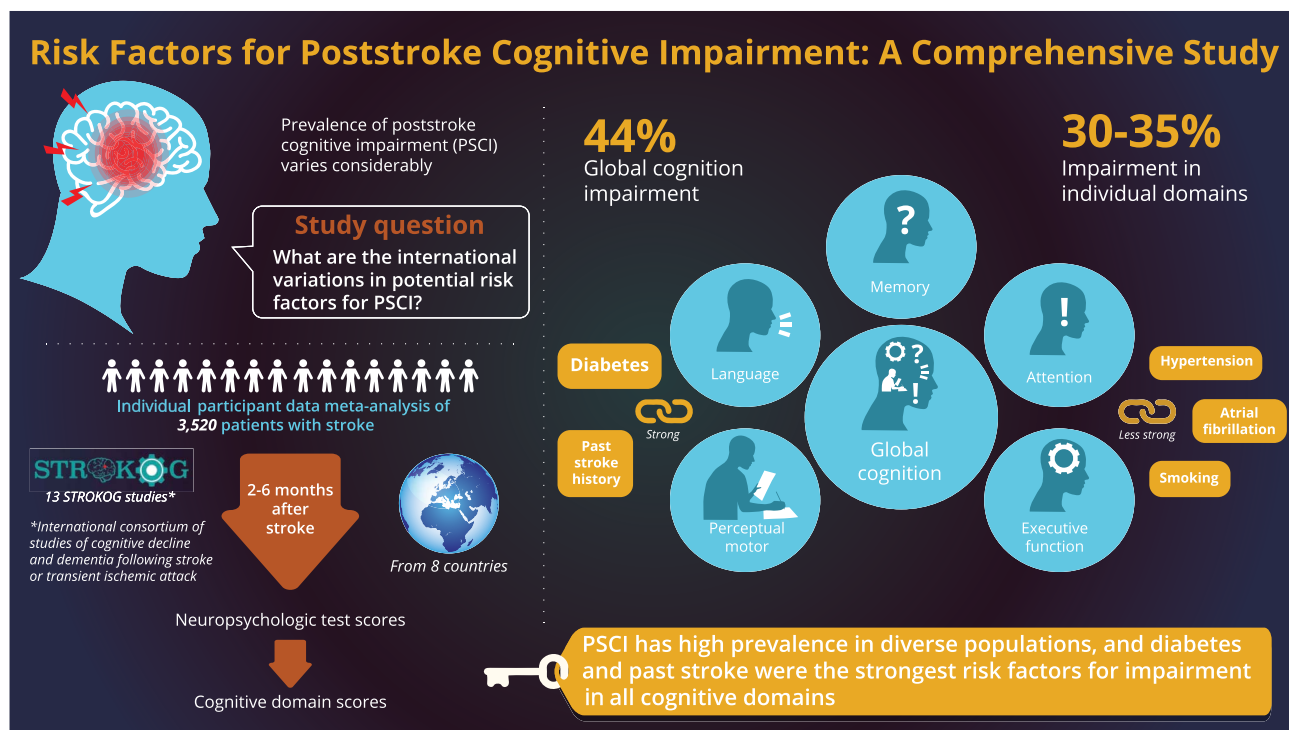 Risk Factors for Poststroke Cognitive Impairment: A Comprehensive Study
Prevalence of poststroke
cognitive impairment (PSCI)
varies considerably
Study question
What are the international
variations in potential risk
factors for PSCI?
Individual participant data meta-analysis of
3,520 patients with stroke
STROKOG
13 STROKOG studies*
*International consortium of
studies of cognitive decline
and dementia following stroke
or transient ischemic attack
2-6 months
after
stroke
From 8 countries
Neuropsychologic test scores
Cognitive domain scores
44%
Global cognition
impairment
30-35%
Impairment in
individual domains
?
Memory
Language
!
Attention
?
!
Global
cognition
Perceptual
motor
Executive
function
Diabetes
Strong
Past
stroke
history
Hypertension
Less strong
Atrial
fibrillation
Smoking
PSCI has high prevalence in diverse populations, and diabetes
and past stroke were the strongest risk factors for impairment
in all cognitive domains